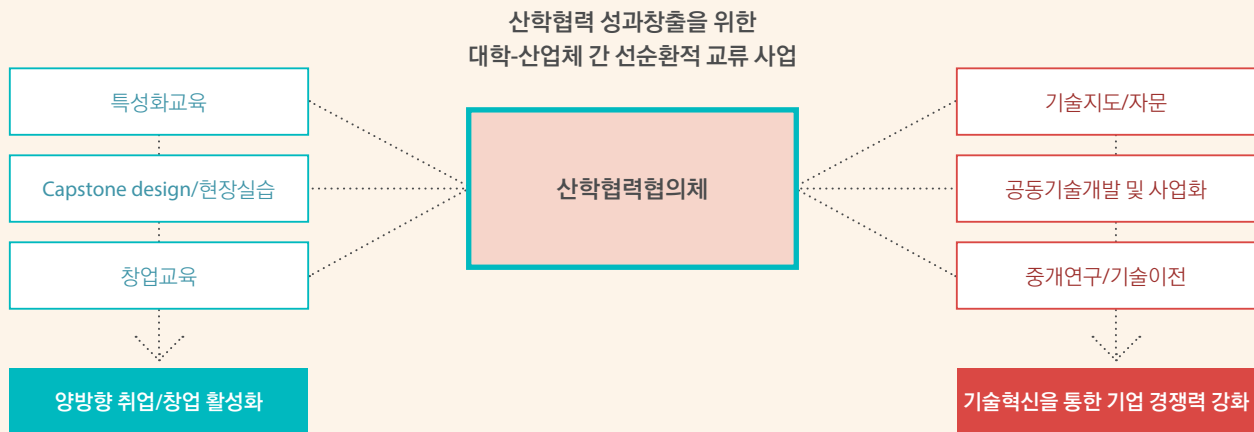 산학협력 성과창출을 위한
대학-산업체 간 선순환적 교류 사업
특성화교육
Capstone design/현장실습
창업교육
양방향 취업/창업 활성화
산학협력협의체
기술지도/자문
공동기술개발 및 사업화
중개연구/기술이전
기술혁신을 통한 기업 경쟁력 강화